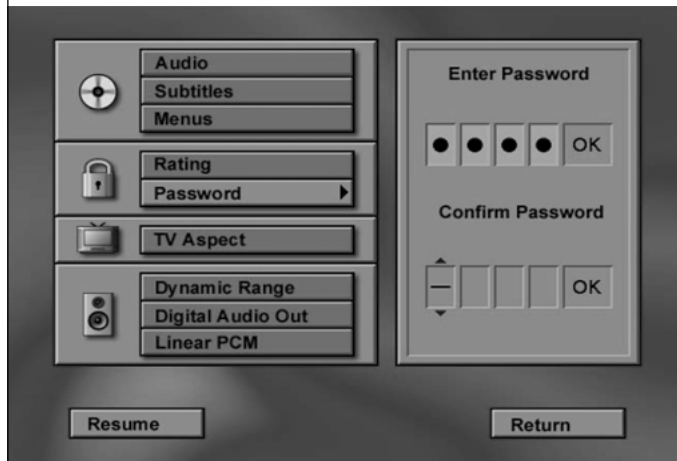 Audio
Subtitles
Menus
Rating
Password
TV Aspect
Dynamic Range
Digital Audio Out
Linear PCM
Enter Password
OK
Confirm Password
OK
Resume
Return